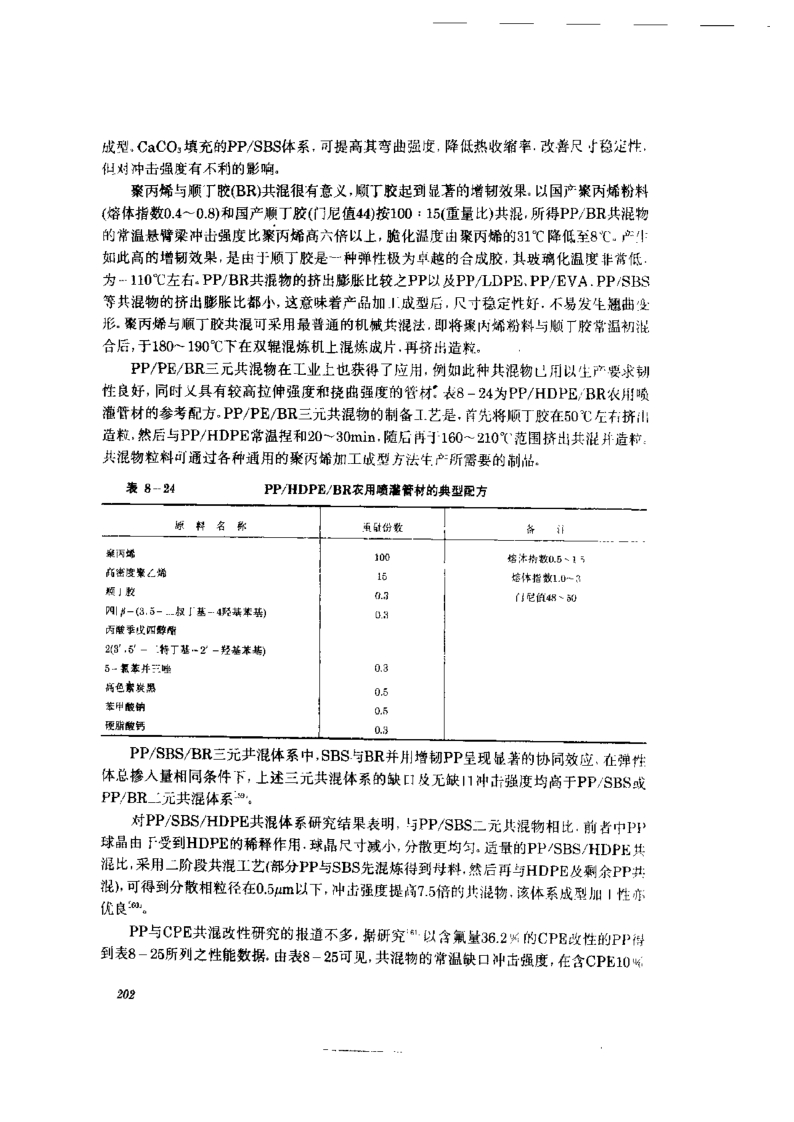 成型。CaCO₃填充的PP/SBS体系,可提高其弯曲强度,降低热收缩率,改善尺寸稳定性,
但对冲击强度有不利的影响。
聚丙烯与顺丁胶(BR)共混很有意义,顺丁胶起到显著的增韧效果。以国产聚丙烯粉料
(熔体指数0.4～0.8)和国产顺丁胶(门尼值44)按100:15(重量比)共混,所得PP/BR共混物
的常温悬臂梁冲击强度比聚丙烯高六倍以上,脆化温度由聚丙烯的31℃降低至8℃。产生
如此高的增韧效果,是由于顺丁胶是一种弹性极为卓越的合成胶,其玻璃化温度非常低,
为-110℃左右。PP/BR共混物的挤出膨胀比较之PP以及PP/LDPE、PP/EVA、PP/SBS
等共混物的挤出膨胀比都小,这意味着产品加工成型后,尺寸稳定性好,不易发生翘曲变
形。聚丙烯与顺丁胶共混可采用最普通的机械共混法,即将聚丙烯粉料与顺丁胶常温初混
合后,于180～190℃下在双辊混炼机上混炼成片,再挤出造粒。
PP/PE/BR三元共混物在工业上也获得了应用,例如此种共混物已用以生产要求韧
性良好,同时又具有较高拉伸强度和挠曲强度的管材。表8-24为PP/HDPE/BR农用喷
灌管材的参考配方。PP/PE/BR三元共混物的制备工艺是,首先将顺丁胶在50℃左右挤出
造粒,然后与PP/HDPE常温捏和20～30min,随后再于160～210℃范围挤出共混并造粒。
共混物粒料可通过各种通用的聚丙烯加工成型方法生产所需要的制品。
表 8-24 PP/HDPE/BR农用喷灌管材的典型配方
原料名称 重量份数 备注
聚丙烯 100 熔体指数0.5～1.5
高密度聚乙烯 15 熔体指数1.0～3
顺丁胶 0.3 门尼值48～50
四[β-(3,5-二叔丁基-4羟基苯基) 0.3
丙酸季戊四醇酯
2(3′,5′-二特丁基-2′-羟基苯基)
5-氯苯并三唑 0.3
高色素炭黑 0.5
苯甲酸钠 0.5
硬脂酸钙 0.3
PP/SBS/BR三元共混体系中,SBS与BR并用增韧PP呈现显著的协同效应,在弹性
体总掺入量相同条件下,上述三元共混体系的缺口及无缺口冲击强度均高于PP/SBS或
PP/BR二元共混体系[59]。
对PP/SBS/HDPE共混体系研究结果表明,与PP/SBS二元共混物相比,前者中PP
球晶由于受到HDPE的稀释作用,球晶尺寸减小,分散更均匀。适量的PP/SBS/HDPE共
混比,采用二阶段共混工艺(部分PP与SBS先混炼得到母料,然后再与HDPE及剩余PP共
混),可得到分散相粒径在0.5μm以下,冲击强度提高7.5倍的共混物,该体系成型加工性亦
优良[60]。
PP与CPE共混改性研究的报道不多,据研究[61]以含氟量36.2%的CPE改性的PP得
到表8-25所列之性能数据。由表8-25可见,共混物的常温缺口冲击强度,在含CPE10%
202